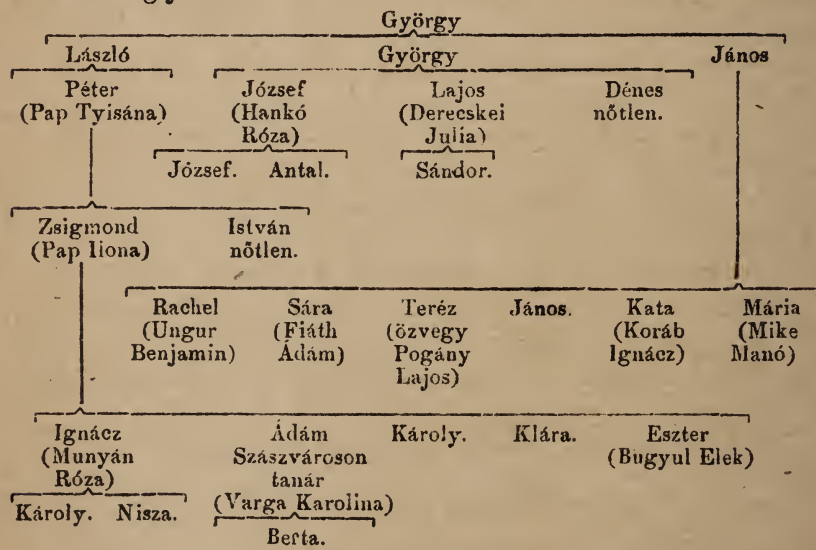 György
László György János
Péter József Lajos Dénes
(Pap Tyisána) (Hankó (Derecskei nőtlen.
Róza) Julia)
József. Antal. Sándor.
Zsigmond István
(Pap Iiona) nőtlen.
Rachel Sára Teréz János. Kata Mária
(Ungur (Fiáth (özvegy (Koráb (Mike
Benjamin) Ádám) Pogány Ignácz) Manó)
Lajos)
Ignácz Ádám Károly. Klára. Eszter
(Munyán Szászvároson (Bugyul Elek)
Róza) tanár
Károly. Nisza. (Varga Karolina)
Berta.